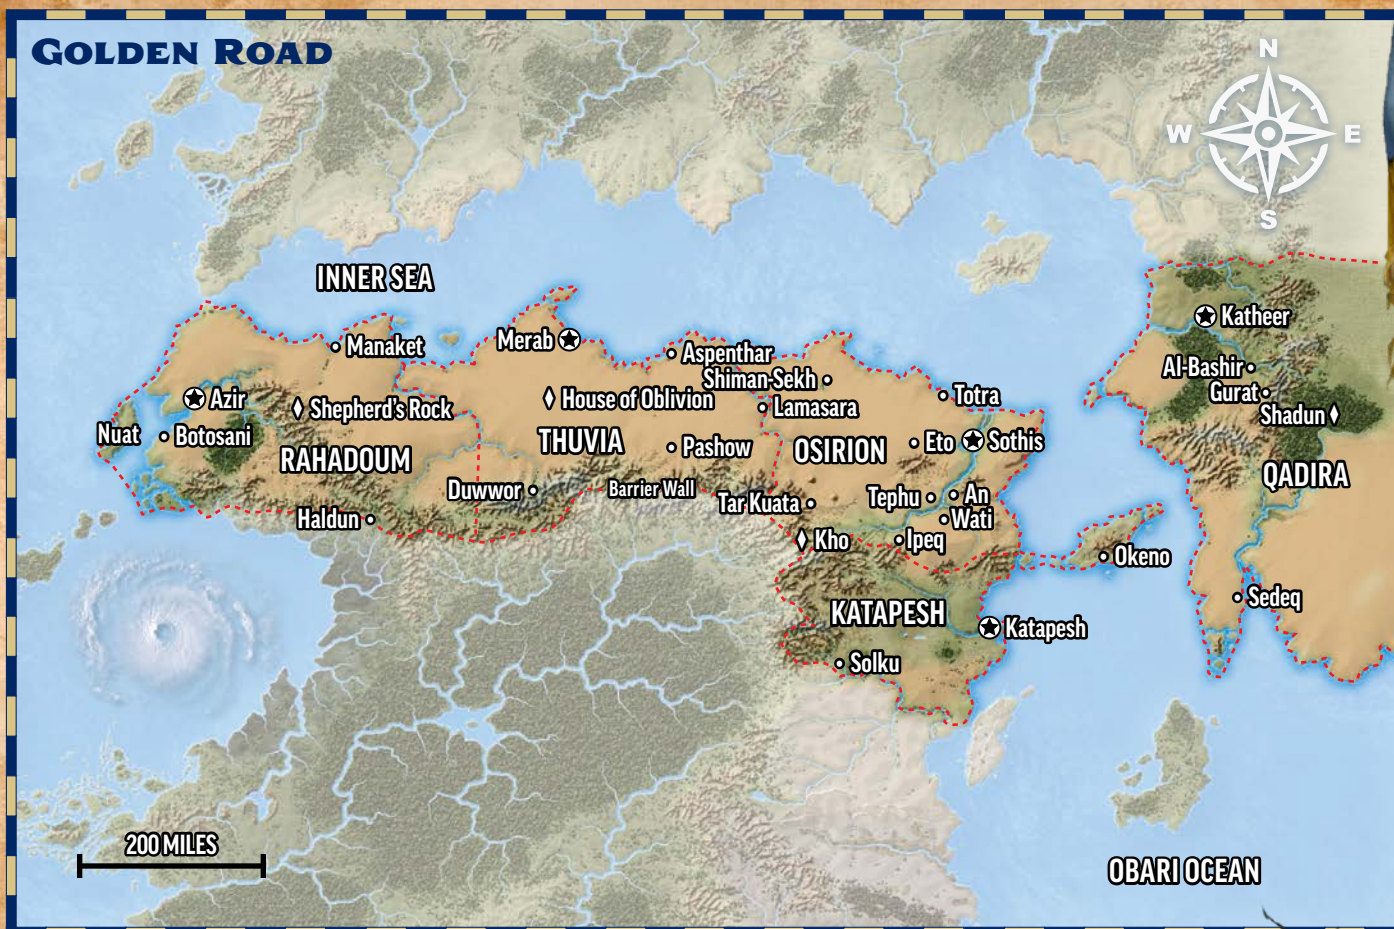 GOLDEN ROAD
N
W E
S
INNER SEA
Katheer
Manaket
Merab
Aspenthar
Al-Bashir
Shiman-Sekh
Gurat
Azir
Shepherd's Rock
House of Oblivion
Lamasara
Totra
Shadun
Nuat
Botosani
RAHADOUM
THUVIA
Pashow
OSIRION
Eto
Sothis
QADIRA
Duwwor
Barrier Wall
Tar Kuata
Tephu
An
Haldun
Wati
Kho
Ipeq
Okeno
Sedeq
KATAPESH
Katapesh
Solku
200 MILES
OBARI OCEAN